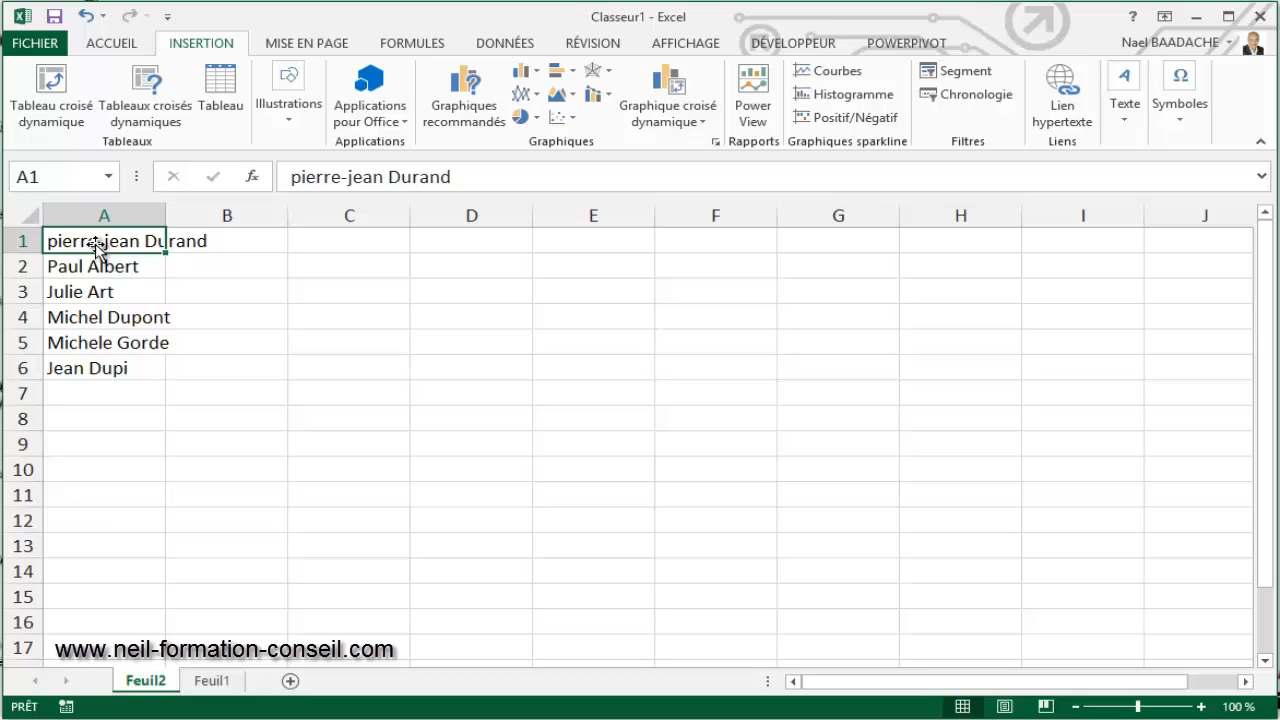 Classeur1 - Excel
?
FICHIER ACCUEIL INSERTION MISE EN PAGE FORMULES DONNÉES RÉVISION AFFICHAGE DÉVELOPPEUR POWERPIVOT Nael BAADACHE
Tableau croisé dynamique
Tableaux croisés dynamiques
Tableau
Illustrations
Applications pour Office
Graphiques recommandés
Graphique croisé dynamique
Power View
Courbes
Histogramme
Positif/Négatif
Segment
Chronologie
Lien hypertexte
Texte
Symboles
Tableaux Applications Graphiques Rapports Graphiques sparkline Filtres Liens
A1 fx pierre-jean Durand
A B C D E F G H I J
1 pierre-jean Durand
2 Paul Albert
3 Julie Art
4 Michel Dupont
5 Michele Gorde
6 Jean Dupi
7
8
9
10
11
12
13
14
15
16
17
www.neil-formation-conseil.com
Feuil2 Feuil1
PRÊT 100 %